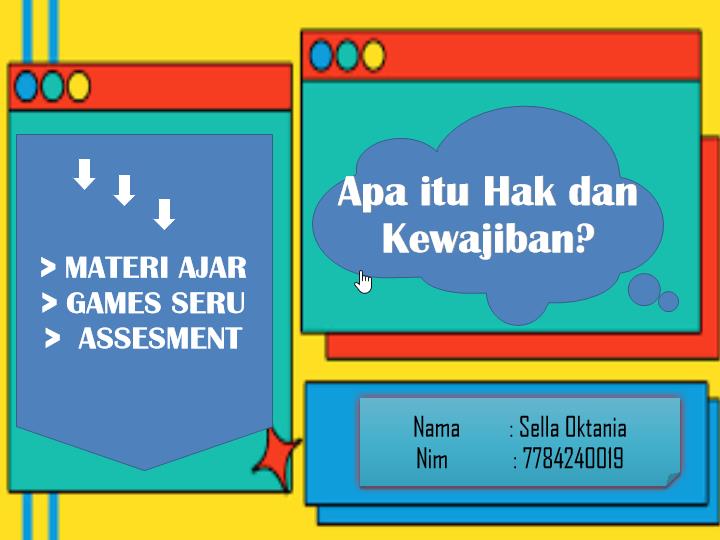 > MATERI AJAR
> GAMES SERU
> ASSESMENT
Apa itu Hak dan
Kewajiban?
Nama : Sella Oktania
Nim : 7784240019